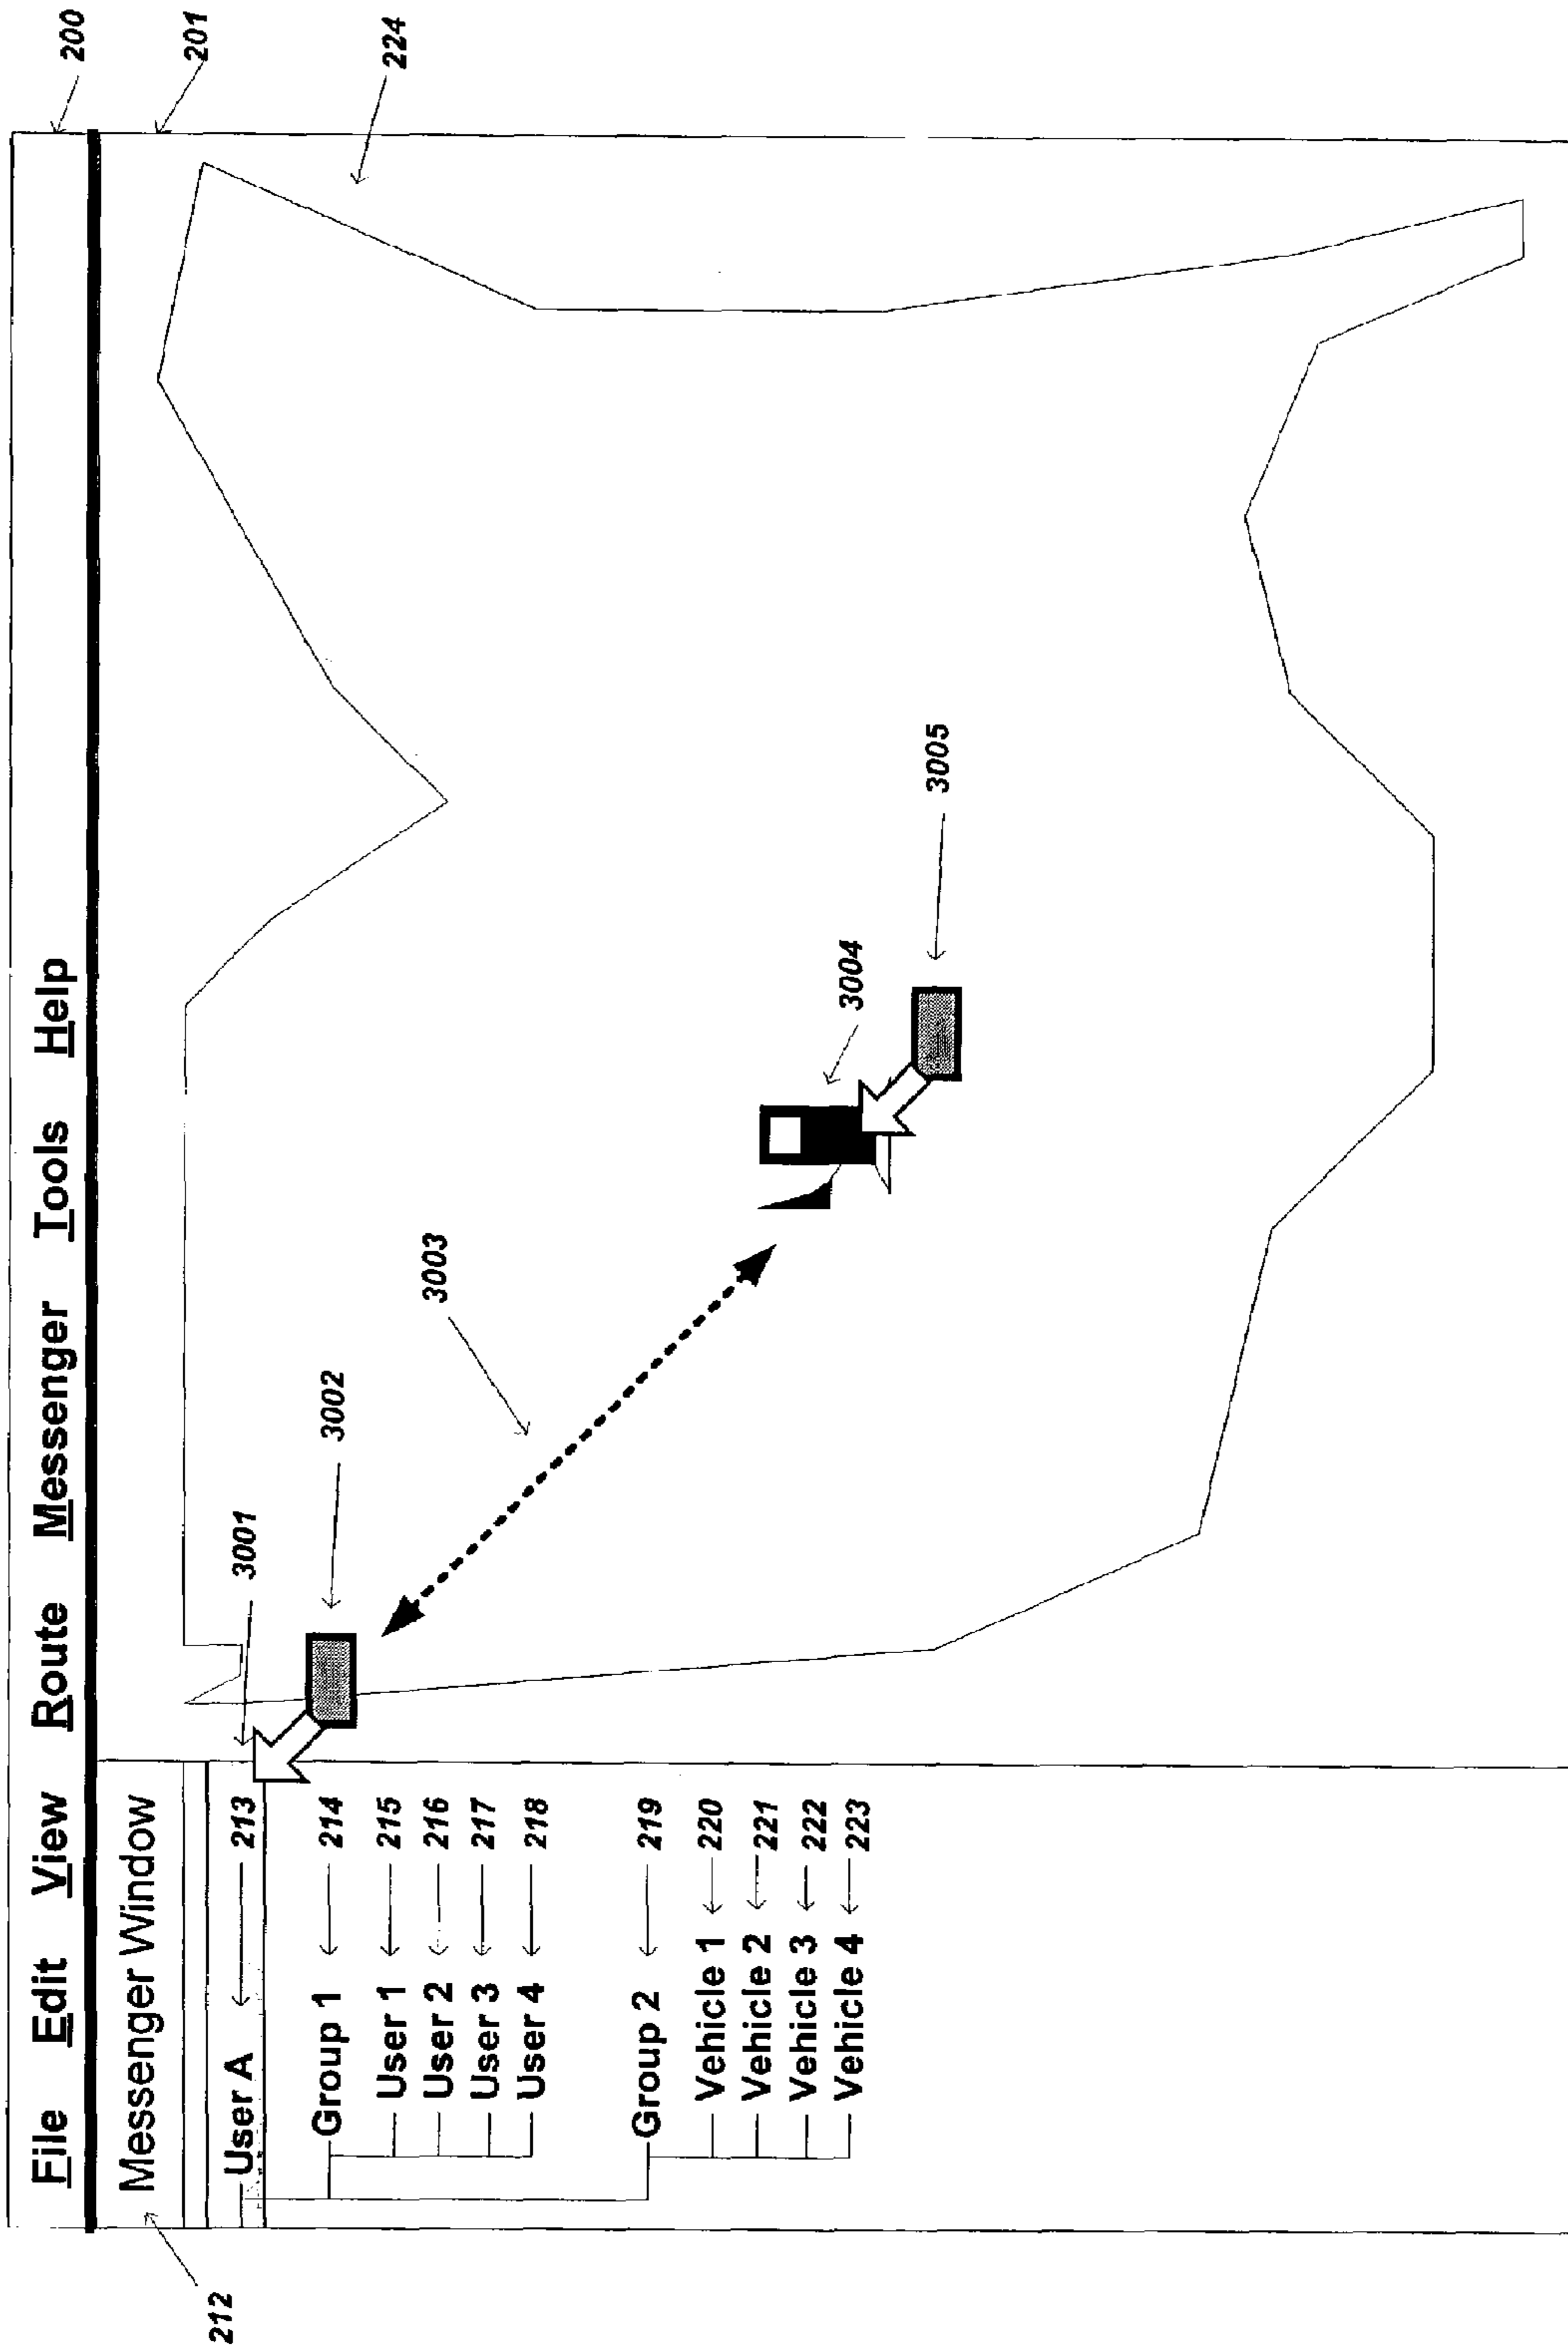 File Edit View Route Messenger Tools Help
200
201
Messenger Window
212
224
User A 213
3001
Group 1 214
3002
User 1 215
User 2 216
User 3 217
User 4 218
3003
Group 2 219
Vehicle 1 220
Vehicle 2 221
Vehicle 3 222
Vehicle 4 223
3004
3005